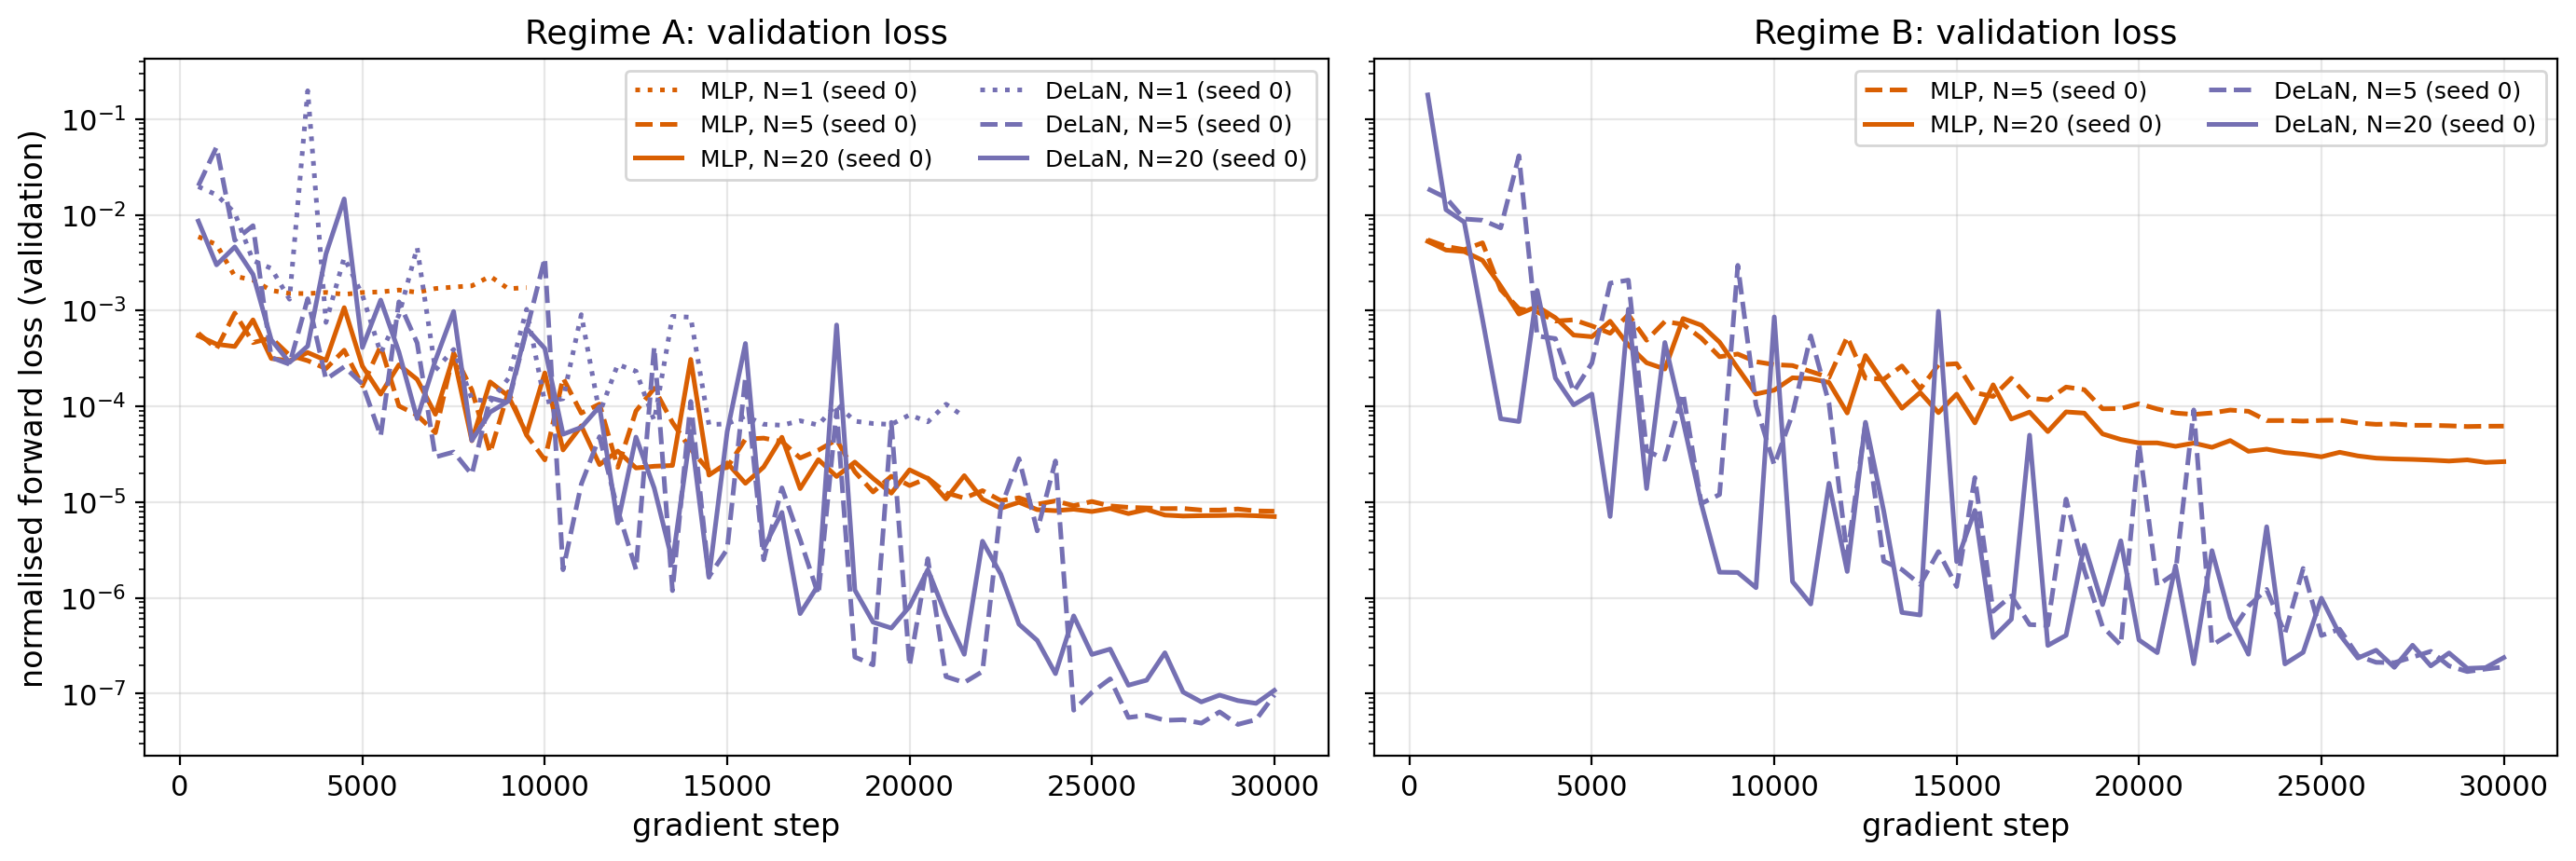 Regime A: validation loss
normalised forward loss (validation)
10⁻¹
10⁻²
10⁻³
10⁻⁴
10⁻⁵
10⁻⁶
10⁻⁷
MLP, N=1 (seed 0)
MLP, N=5 (seed 0)
MLP, N=20 (seed 0)
DeLaN, N=1 (seed 0)
DeLaN, N=5 (seed 0)
DeLaN, N=20 (seed 0)
0 5000 10000 15000 20000 25000 30000
gradient step
Regime B: validation loss
MLP, N=5 (seed 0)
MLP, N=20 (seed 0)
DeLaN, N=5 (seed 0)
DeLaN, N=20 (seed 0)
0 5000 10000 15000 20000 25000 30000
gradient step